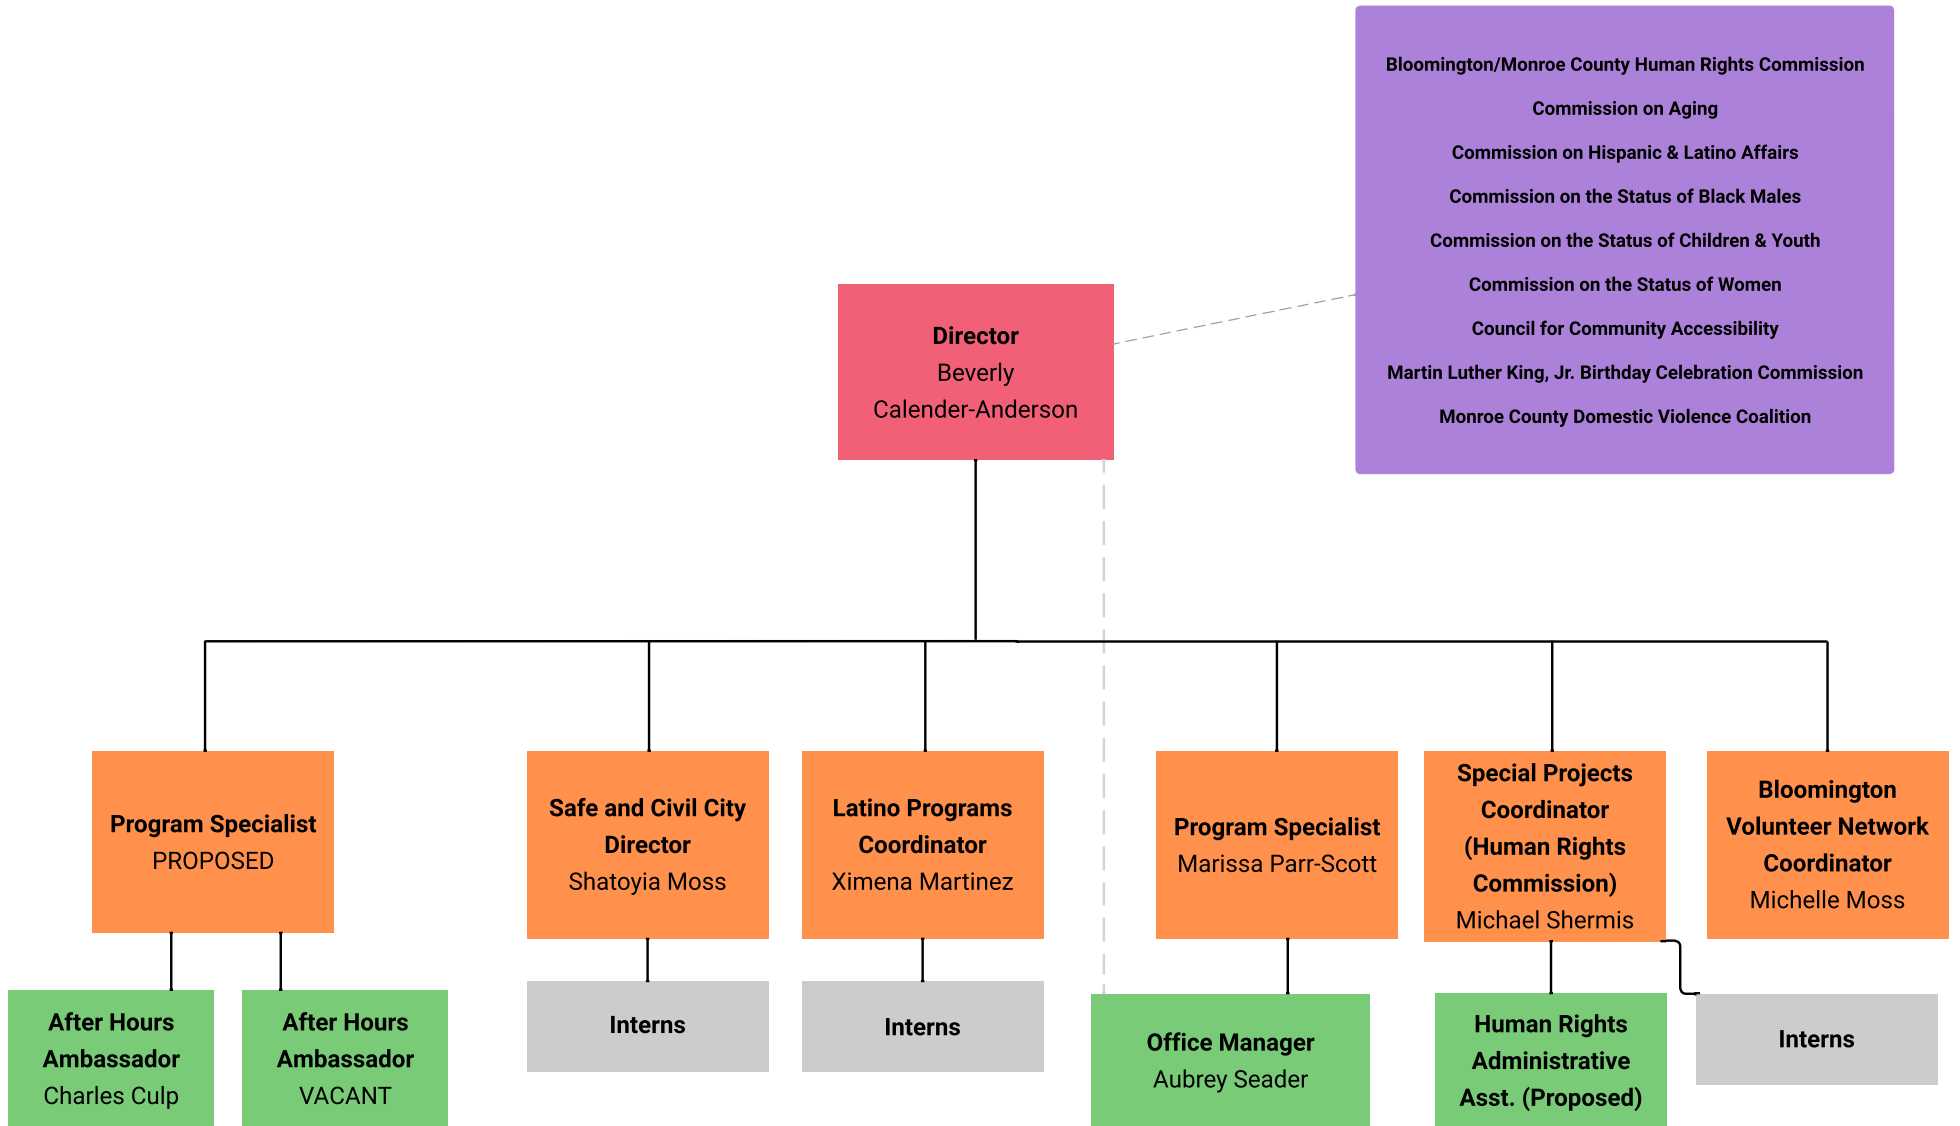 Bloomington/Monroe County Human Rights Commission
Commission on Aging
Commission on Hispanic & Latino Affairs
Commission on the Status of Black Males
Commission on the Status of Children & Youth
Commission on the Status of Women
Council for Community Accessibility
Martin Luther King, Jr. Birthday Celebration Commission
Monroe County Domestic Violence Coalition
Director
Beverly
Calender-Anderson
Program Specialist
PROPOSED
Safe and Civil City
Director
Shatoyia Moss
Latino Programs
Coordinator
Ximena Martinez
Program Specialist
Marissa Parr-Scott
Special Projects
Coordinator
(Human Rights
Commission)
Michael Shermis
Bloomington
Volunteer Network
Coordinator
Michelle Moss
After Hours
Ambassador
Charles Culp
After Hours
Ambassador
VACANT
Interns
Interns
Office Manager
Aubrey Seader
Human Rights
Administrative
Asst. (Proposed)
Interns